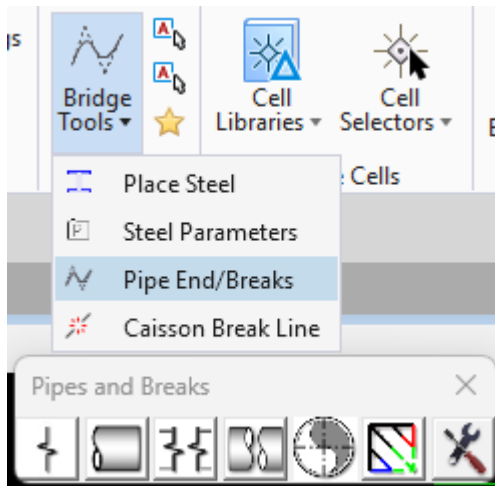 gs
Bridge
Tools
Cell
Libraries
Cell
Selectors
Cells
Place Steel
Steel Parameters
Pipe End/Breaks
Caisson Break Line
Pipes and Breaks